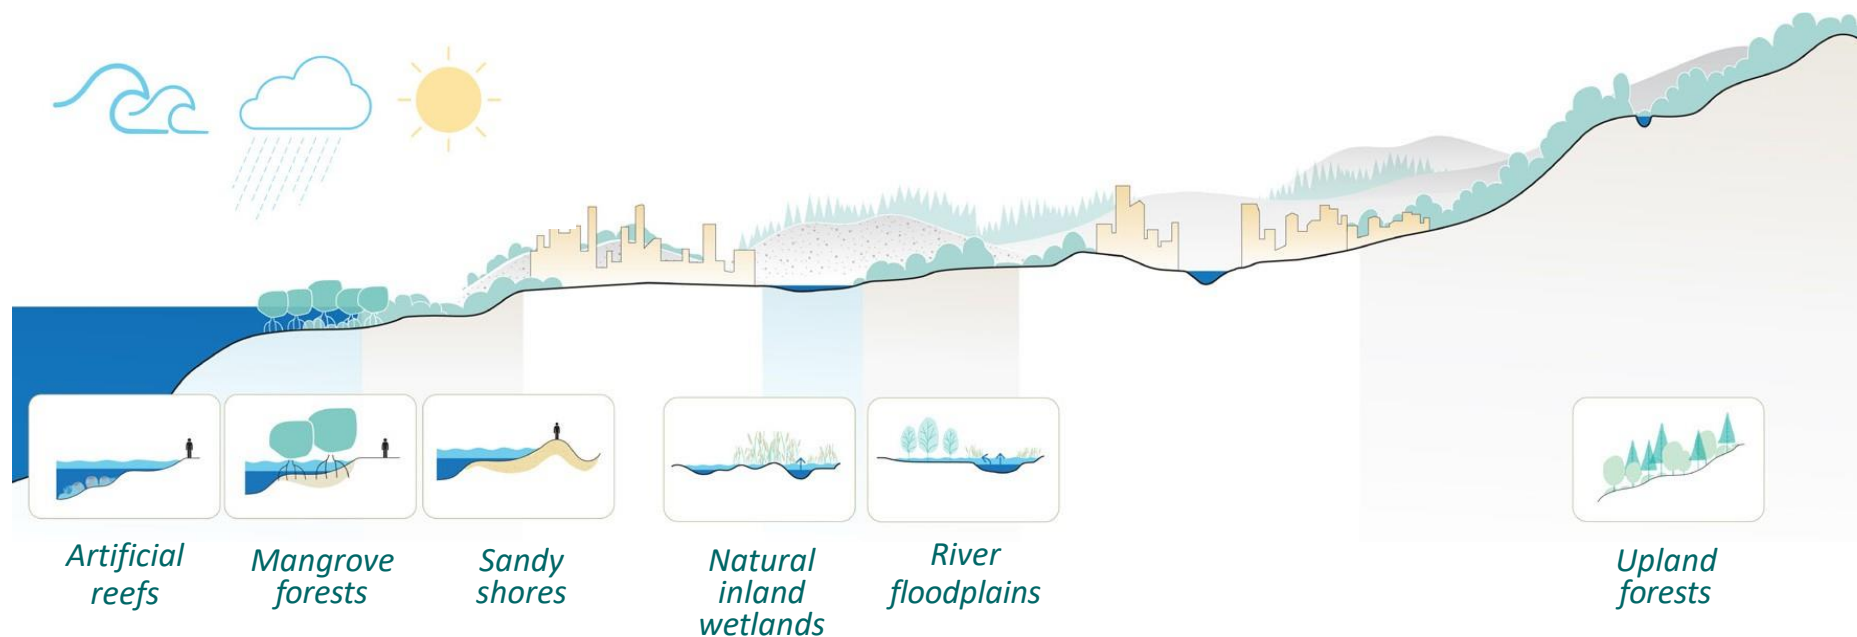 Artificial
reefs
Mangrove
forests
Sandy
shores
Natural
inland
wetlands
River
floodplains
Upland
forests